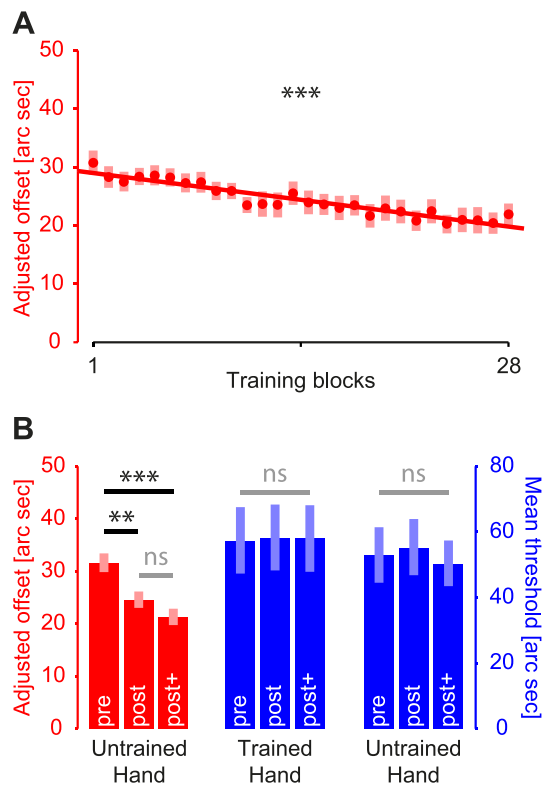 A
Adjusted offset [arc sec]
50
40
30
20
10
0
***
1
28
Training blocks
B
Adjusted offset [arc sec]
50
40
30
20
10
0
***
**
ns
ns
ns
80
60
40
20
0
Mean threshold
[arc sec]
pre
post
post+
pre
post
post+
pre
post
post+
Untrained
Hand
Trained
Hand
Untrained
Hand